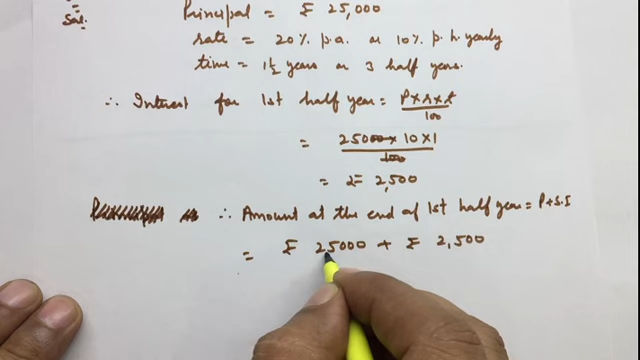 Sol: Principal = ₹ 25,000
rate = 20% p.a. or 10% p.h.yearly
time = 1½ years or 3 half years.
∴ Interest for 1st half year = P×r×t/100
= 25000 × 10 × 1/100
= ₹ 2,500
∴ Amount at the end of 1st half year = P+S.I
= ₹ 25000 + ₹ 2,500